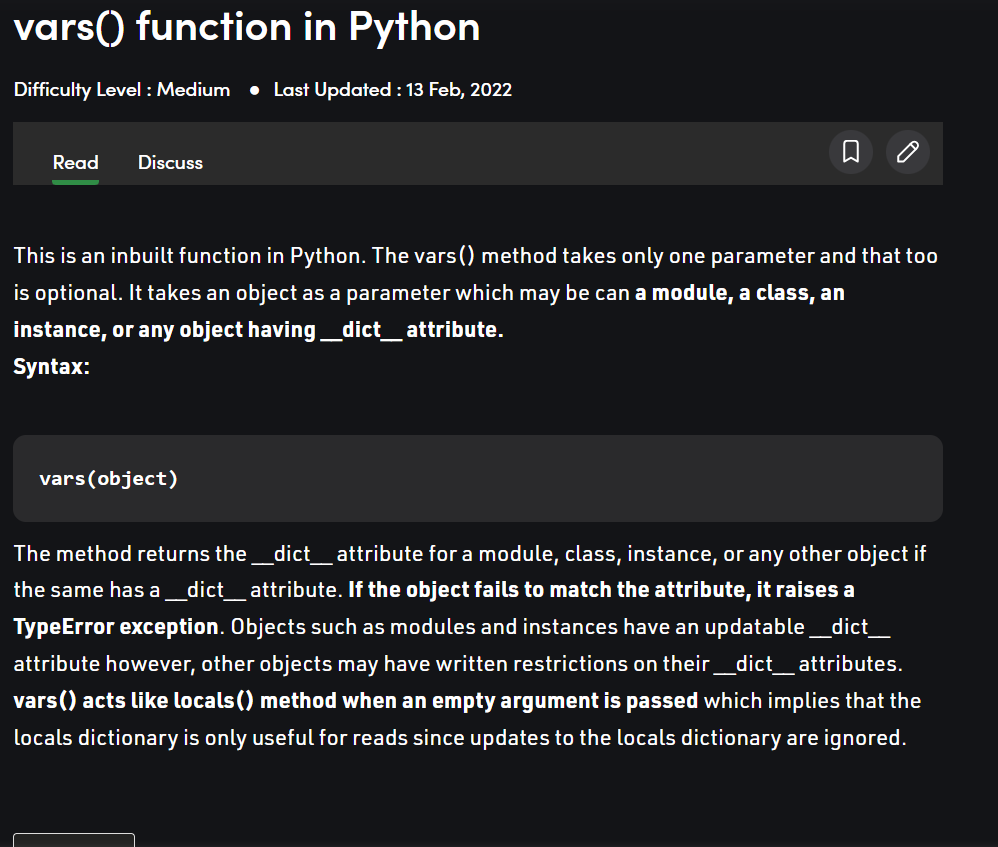 vars() function in Python
Difficulty Level : Medium ● Last Updated : 13 Feb, 2022
Read Discuss
This is an inbuilt function in Python. The vars() method takes only one parameter and that too
is optional. It takes an object as a parameter which may be can a module, a class, an
instance, or any object having __dict__ attribute.
Syntax:
vars(object)
The method returns the __dict__ attribute for a module, class, instance, or any other object if
the same has a __dict__ attribute. If the object fails to match the attribute, it raises a
TypeError exception. Objects such as modules and instances have an updatable __dict__
attribute however, other objects may have written restrictions on their __dict__ attributes.
vars() acts like locals() method when an empty argument is passed which implies that the
locals dictionary is only useful for reads since updates to the locals dictionary are ignored.